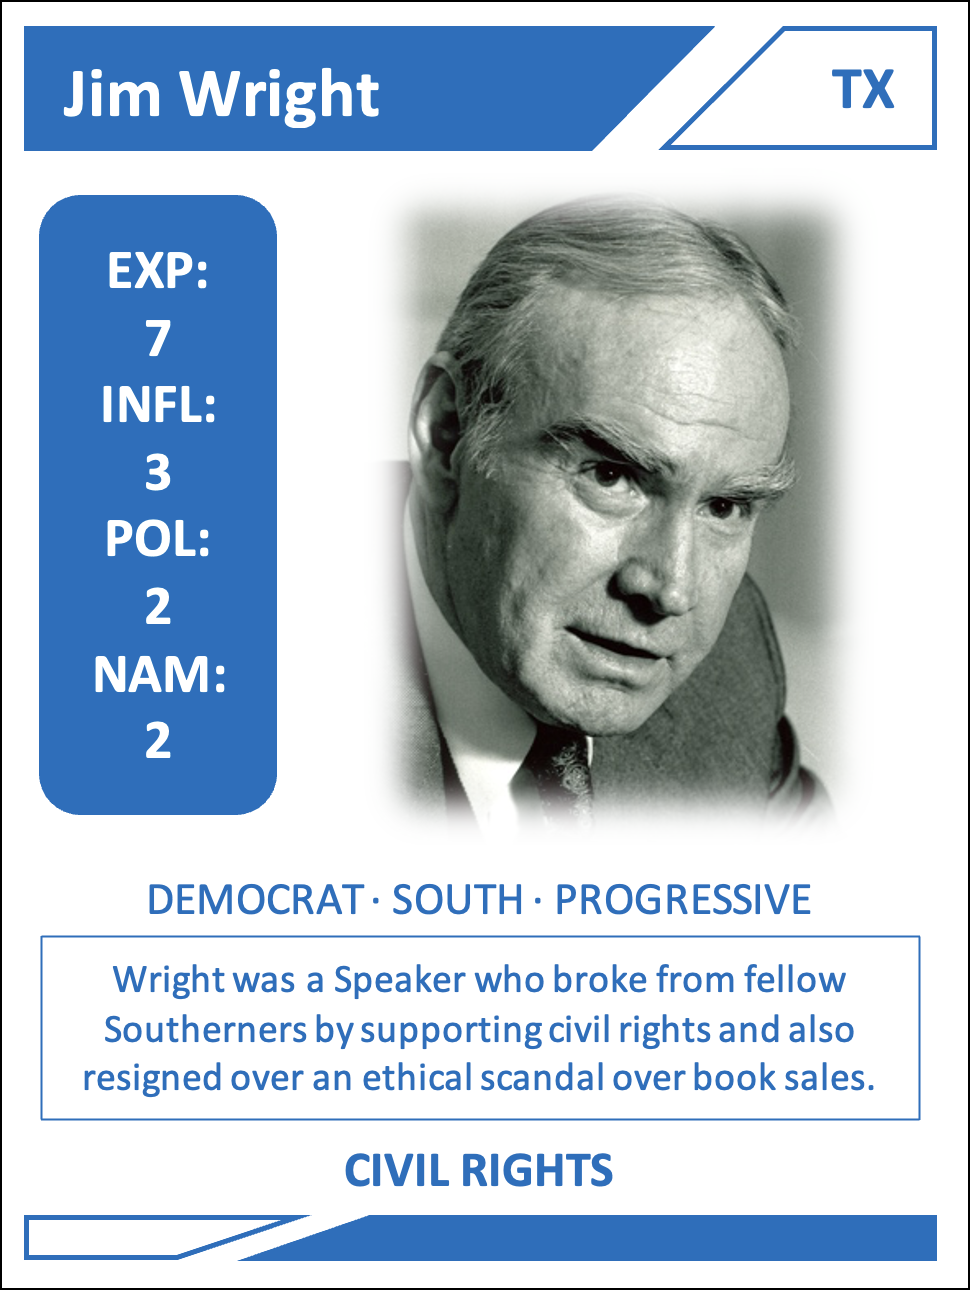 Jim Wright
TX
EXP:
7
INFL:
3
POL:
2
NAM:
2
DEMOCRAT · SOUTH · PROGRESSIVE
Wright was a Speaker who broke from fellow
Southerners by supporting civil rights and also
resigned over an ethical scandal over book sales.
CIVIL RIGHTS